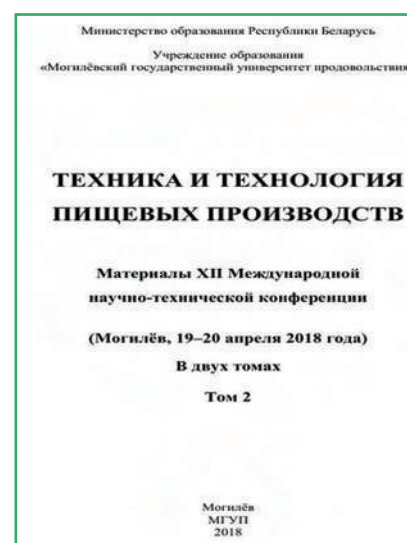 Министерство образования Республики Беларусь
Учреждение образования
«Могилёвский государственный университет продовольствия
ТЕХНИКА И ТЕХНОЛОГИЯ
ПИЩЕВЫХ ПРОИЗВОДСТВ
Материалы XII Международной
научно-технической конференции
(Могилёв, 19–20 апреля 2018 года)
В двух томах
Том 2
Могилёв
МГУП
2018